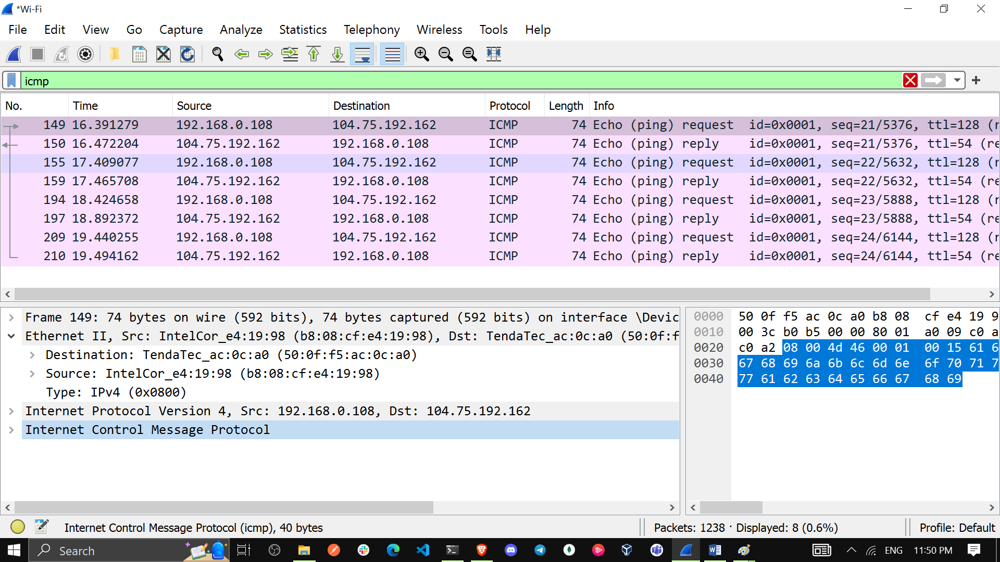 *Wi-Fi
File Edit View Go Capture Analyze Statistics Telephony Wireless Tools Help
icmp
No. Time Source Destination Protocol Length Info
149 16.391279 192.168.0.108 104.75.192.162 ICMP 74 Echo (ping) request id=0x0001, seq=21/5376, ttl=128 (r
150 16.472204 104.75.192.162 192.168.0.108 ICMP 74 Echo (ping) reply id=0x0001, seq=21/5376, ttl=54 (re
155 17.409077 192.168.0.108 104.75.192.162 ICMP 74 Echo (ping) request id=0x0001, seq=22/5632, ttl=128 (r
159 17.465708 104.75.192.162 192.168.0.108 ICMP 74 Echo (ping) reply id=0x0001, seq=22/5632, ttl=54 (re
194 18.424658 192.168.0.108 104.75.192.162 ICMP 74 Echo (ping) request id=0x0001, seq=23/5888, ttl=128 (r
197 18.892372 104.75.192.162 192.168.0.108 ICMP 74 Echo (ping) reply id=0x0001, seq=23/5888, ttl=54 (re
209 19.440255 192.168.0.108 104.75.192.162 ICMP 74 Echo (ping) request id=0x0001, seq=24/6144, ttl=128 (r
210 19.494162 104.75.192.162 192.168.0.108 ICMP 74 Echo (ping) reply id=0x0001, seq=24/6144, ttl=54 (re
Frame 149: 74 bytes on wire (592 bits), 74 bytes captured (592 bits) on interface \Devic
Ethernet II, Src: IntelCor_e4:19:98 (b8:08:cf:e4:19:98), Dst: TendaTec_ac:0c:a0 (50:0f:f
Destination: TendaTec_ac:0c:a0 (50:0f:f5:ac:0c:a0)
Source: IntelCor_e4:19:98 (b8:08:cf:e4:19:98)
Type: IPv4 (0x0800)
Internet Protocol Version 4, Src: 192.168.0.108, Dst: 104.75.192.162
Internet Control Message Protocol
0000 50 0f f5 ac 0c a0 b8 08 cf e4 19 9
0010 00 3c b0 b5 00 00 80 01 a0 09 c0 a
0020 c0 a2 08 00 4d 46 00 01 00 15 61 6
0030 67 68 69 6a 6b 6c 6d 6e 6f 70 71 7
0040 77 61 62 63 64 65 66 67 68 69
Internet Control Message Protocol (icmp), 40 bytes
Packets: 1238 · Displayed: 8 (0.6%)
Profile: Default
Search
ENG 11:50 PM